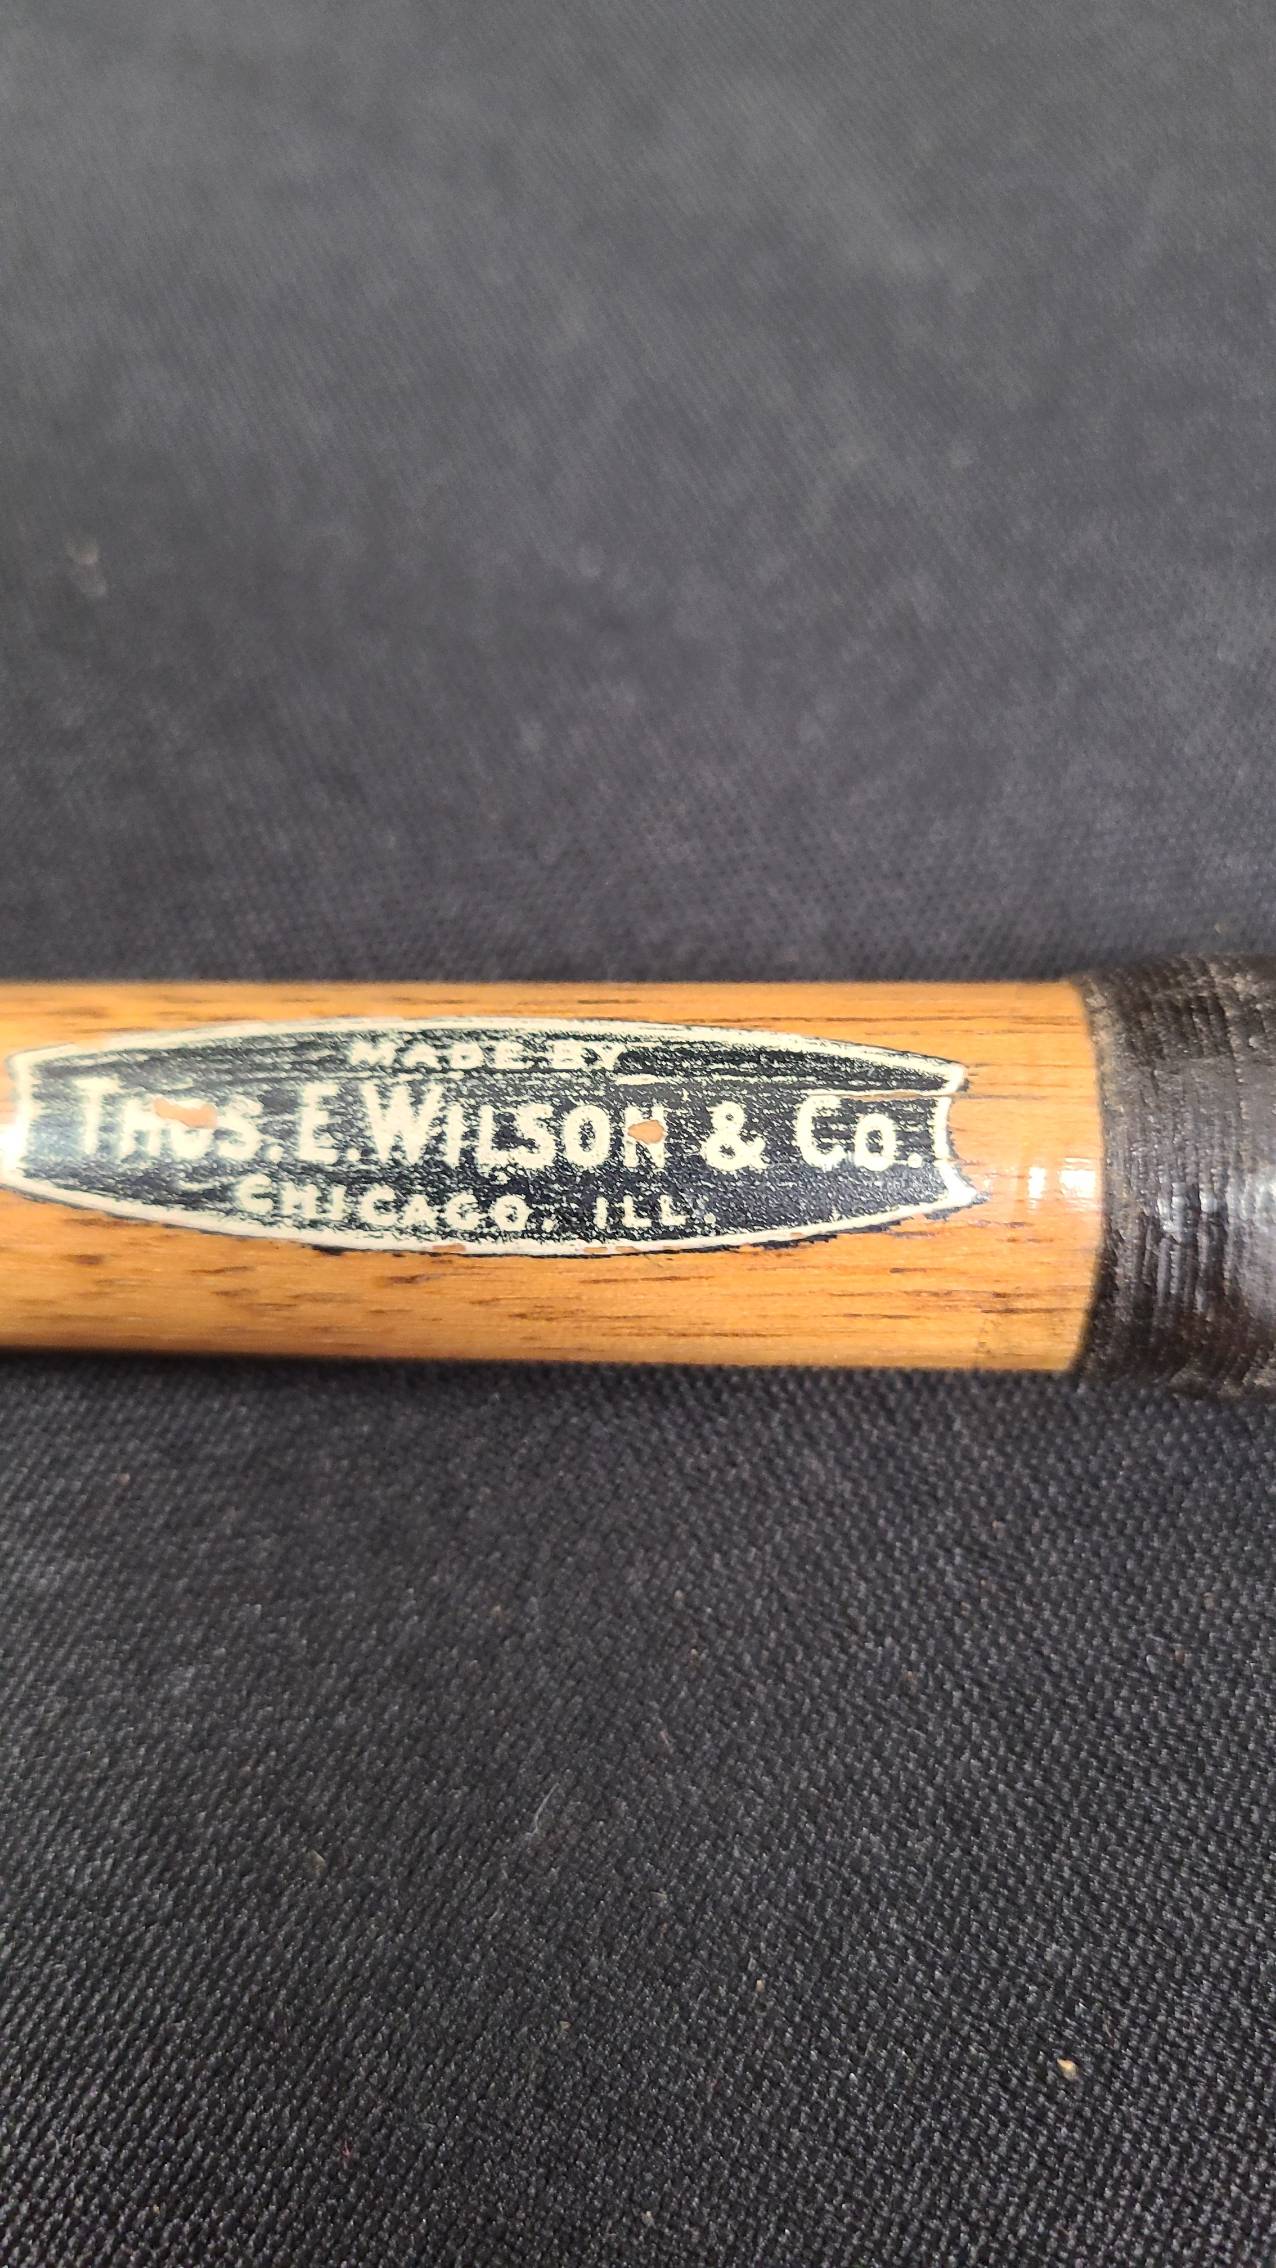 MADE BY
THOS. E. WILSON & CO.
CHICAGO, ILL.